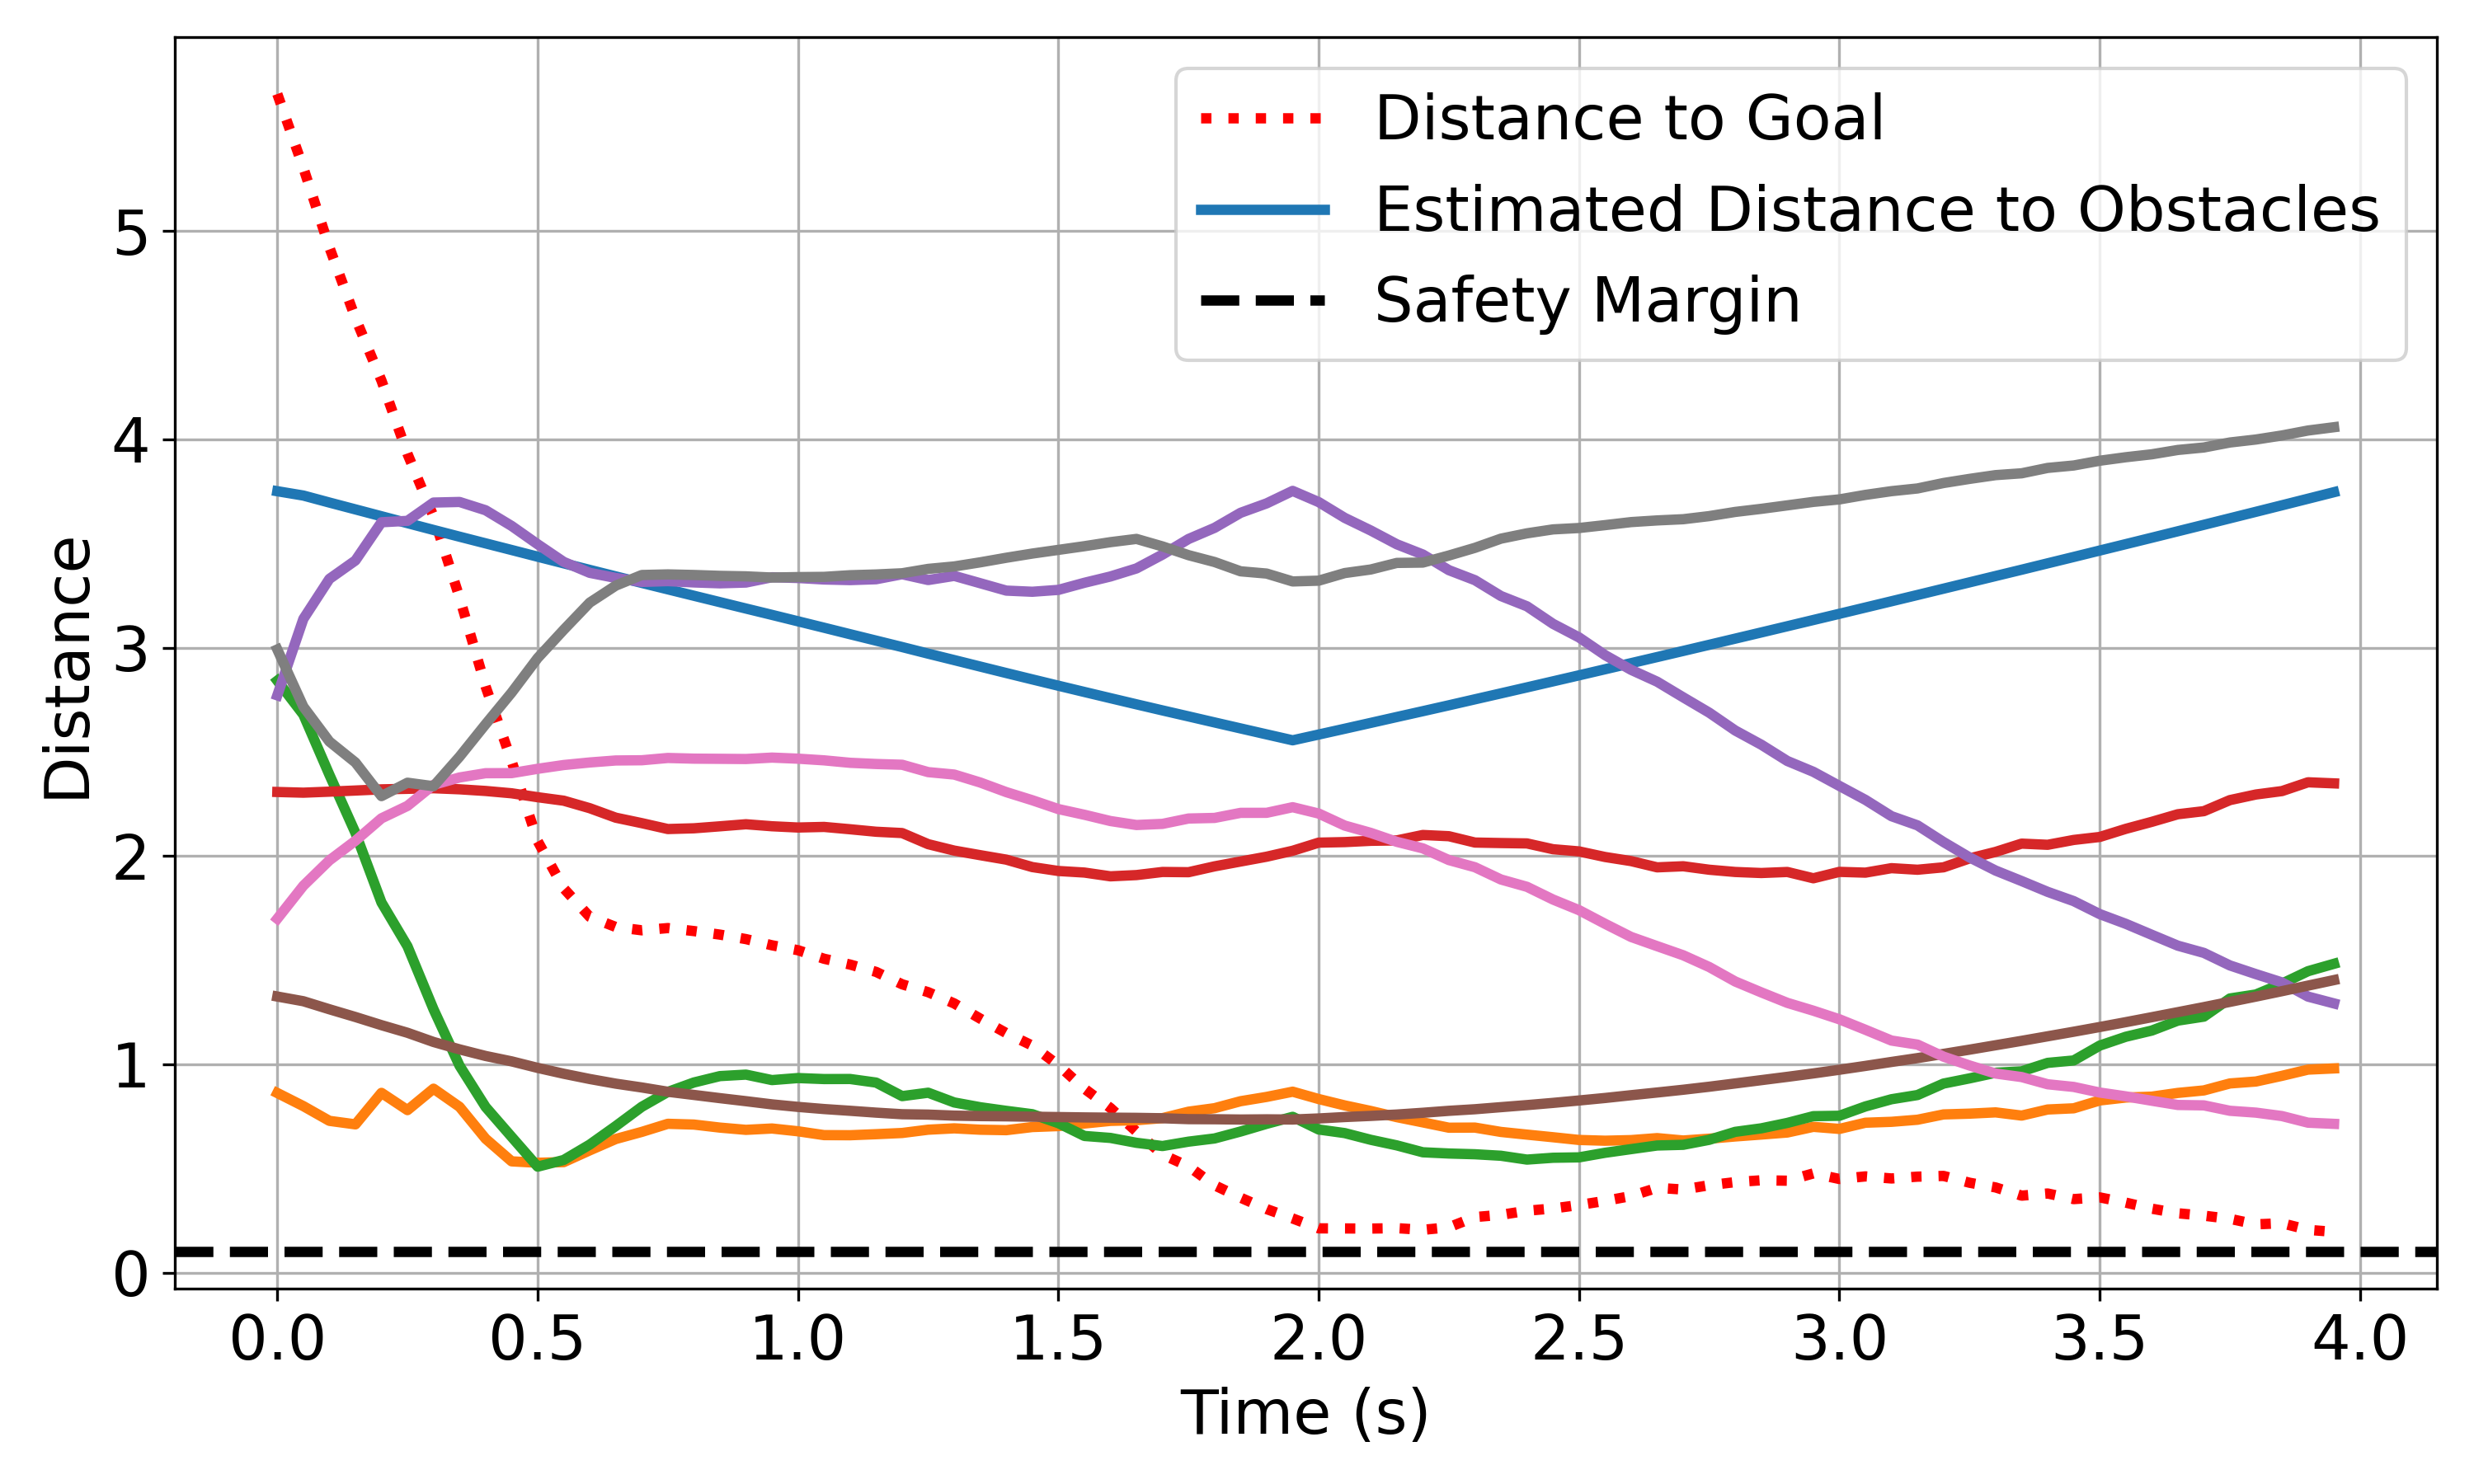 Distance to Goal
Estimated Distance to Obstacles
Safety Margin
Distance
5
4
3
2
1
0
0.0 0.5 1.0 1.5 2.0 2.5 3.0 3.5 4.0
Time (s)